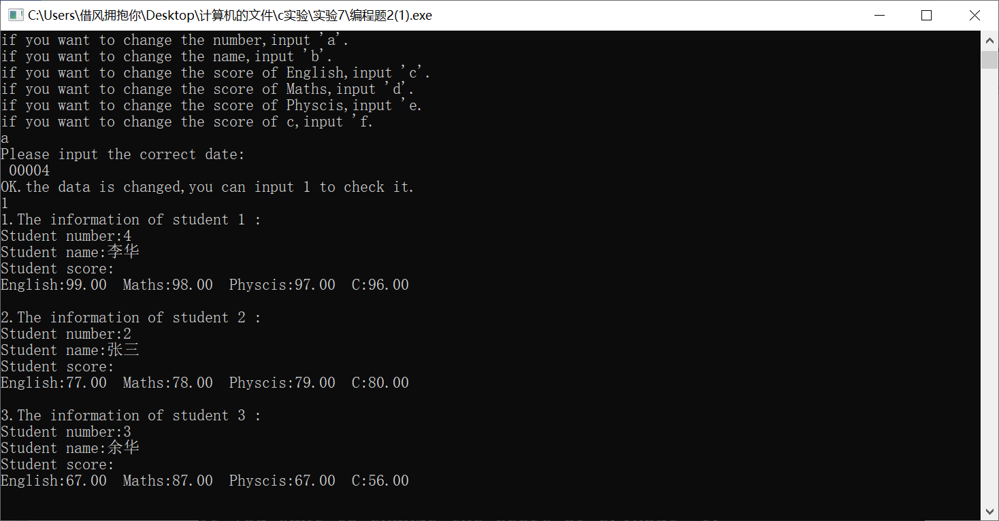 C:\Users\借风拥抱你\Desktop\计算机的文件\c实验\实验7\编程题2(1).exe
if you want to change the number,input 'a'.
if you want to change the name,input 'b'.
if you want to change the score of English,input 'c'.
if you want to change the score of Maths,input 'd'.
if you want to change the score of Physcis,input 'e.
if you want to change the score of c,input 'f.
a
Please input the correct date:
 00004
OK.the data is changed,you can input 1 to check it.
1
1.The information of student 1 :
Student number:4
Student name:李华
Student score:
English:99.00  Maths:98.00  Physcis:97.00  C:96.00
2.The information of student 2 :
Student number:2
Student name:张三
Student score:
English:77.00  Maths:78.00  Physcis:79.00  C:80.00
3.The information of student 3 :
Student number:3
Student name:余华
Student score:
English:67.00  Maths:87.00  Physcis:67.00  C:56.00